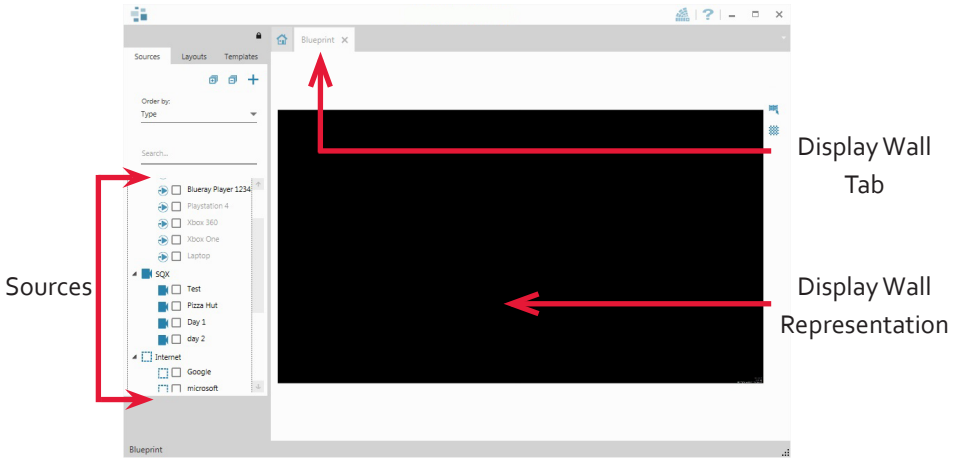 ?
Blueprint
Sources Layouts Templates
Order by:
Type
Search...
Blueray Player 1234
Playstation 4
Xbox 360
Xbox One
Laptop
SQX
Test
Pizza Hut
Day 1
day 2
Internet
Google
microsoft
Blueprint
Sources
Display Wall
Tab
Display Wall
Representation